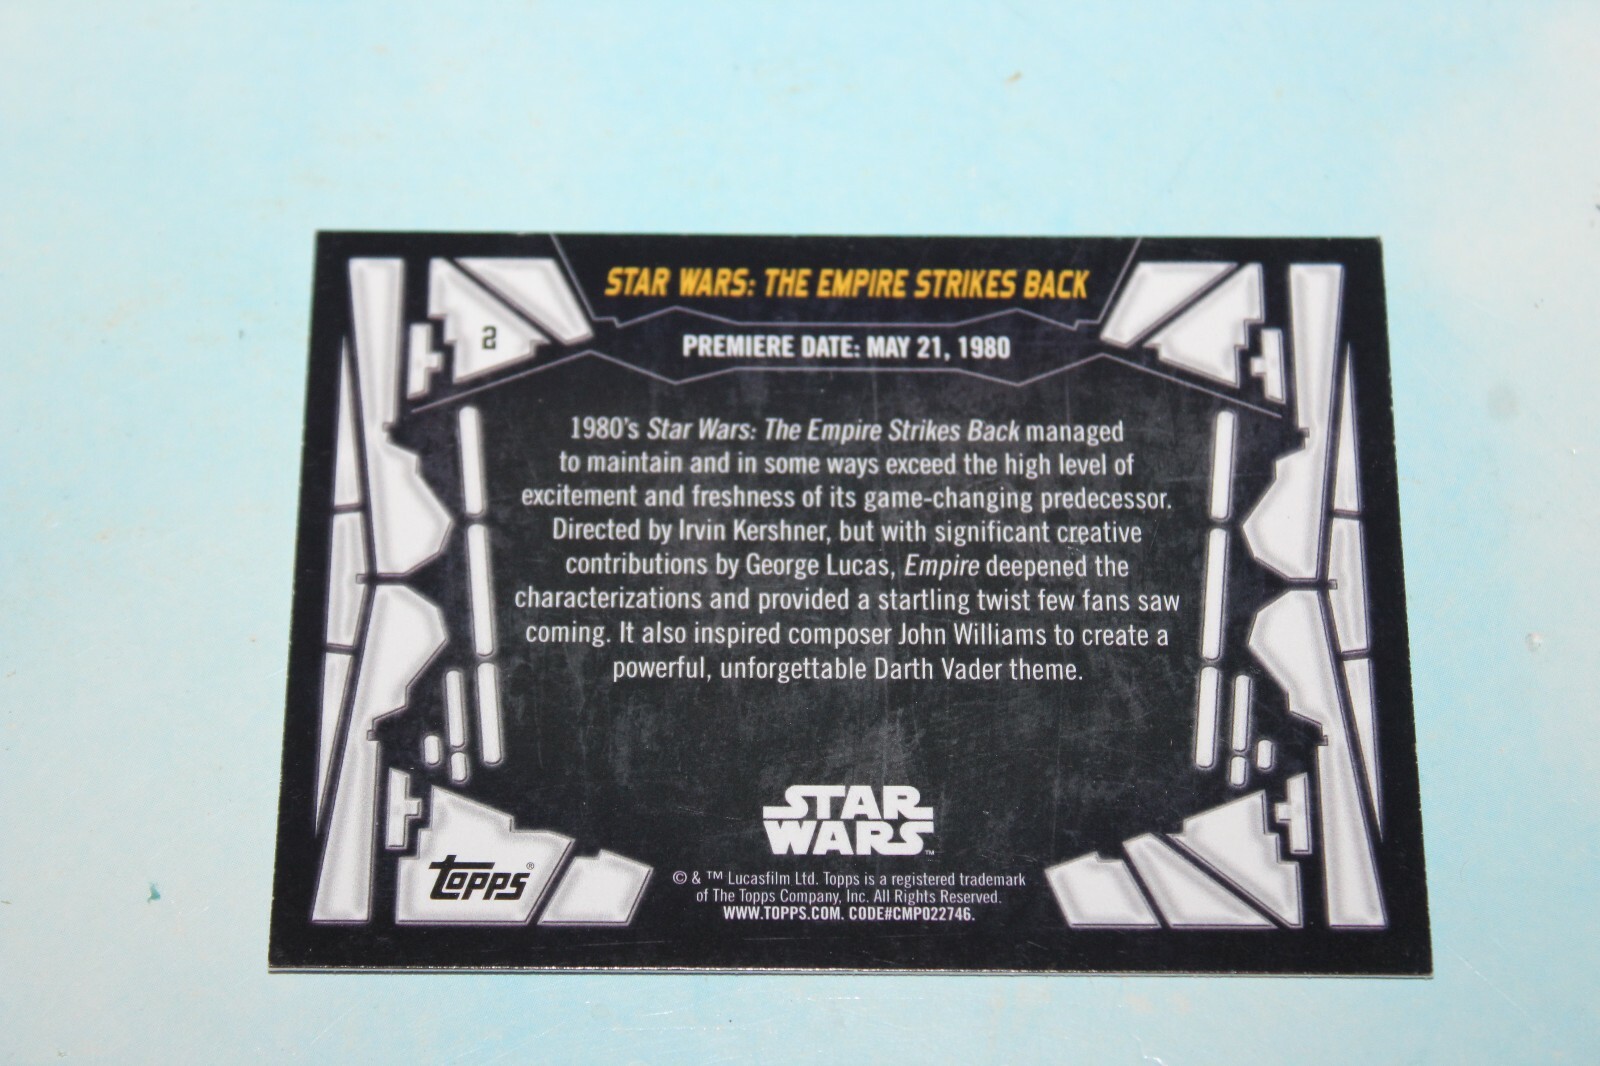 STAR WARS: THE EMPIRE STRIKES BACK
2
PREMIERE DATE: MAY 21, 1980
1980's Star Wars: The Empire Strikes Back managed
to maintain and in some ways exceed the high level of
excitement and freshness of its game-changing predecessor.
Directed by Irvin Kershner, but with significant creative
contributions by George Lucas, Empire deepened the
characterizations and provided a startling twist few fans saw
coming. It also inspired composer John Williams to create a
powerful, unforgettable Darth Vader theme.
STAR
WARS™
topps®
© & ™ Lucasfilm Ltd. Topps is a registered trademark
of The Topps Company, Inc. All Rights Reserved.
WWW.TOPPS.COM. CODE#CMP022746.